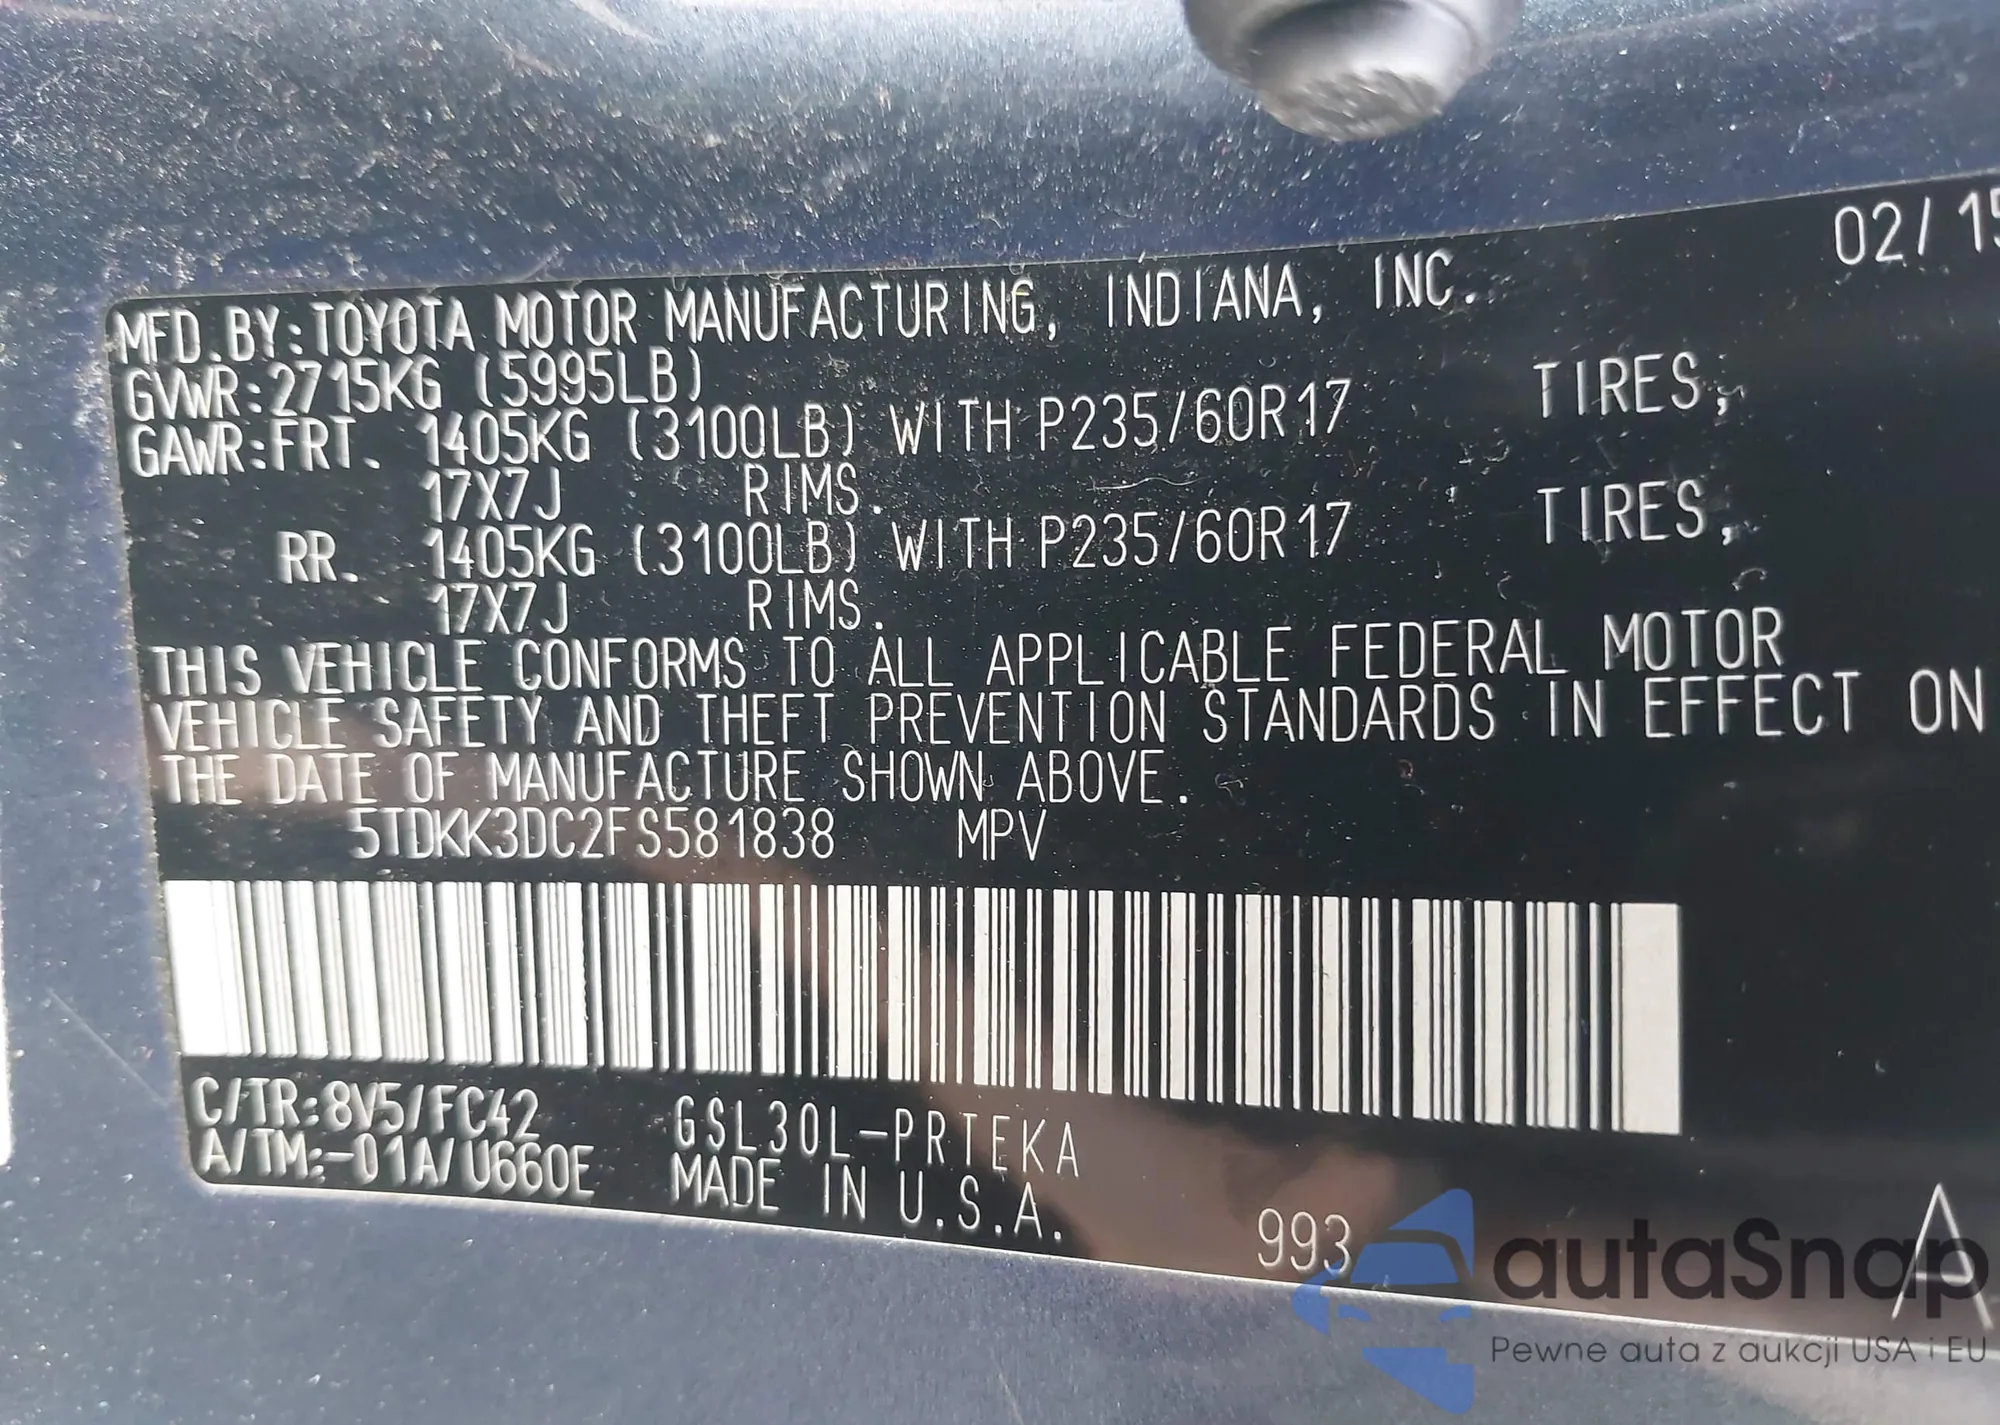 02/15
MFD.BY:TOYOTA MOTOR MANUFACTURING, INDIANA, INC.
GVWR:2715KG (5995LB)
GAWR:FRT. 1405KG (3100LB) WITH P235/60R17 TIRES,
17X7J RIMS.
RR. 1405KG (3100LB) WITH P235/60R17 TIRES,
17X7J RIMS.
THIS VEHICLE CONFORMS TO ALL APPLICABLE FEDERAL MOTOR
VEHICLE SAFETY AND THEFT PREVENTION STANDARDS IN EFFECT ON
THE DATE OF MANUFACTURE SHOWN ABOVE.
5TDKK3DC2FS581838 MPV
C/TR:8V5/FC42 GSL30L-PRTEKA
A/TM:-01A/U660E MADE IN U.S.A.
993
A
autaSnap
Pewne auta z aukcji USA i EU